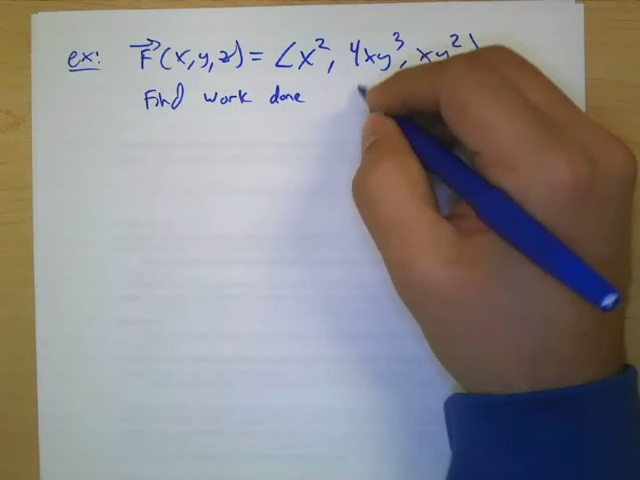 ex: F⃗(x,y,z) = ⟨x², 4xy³, xy²⟩
Find work done